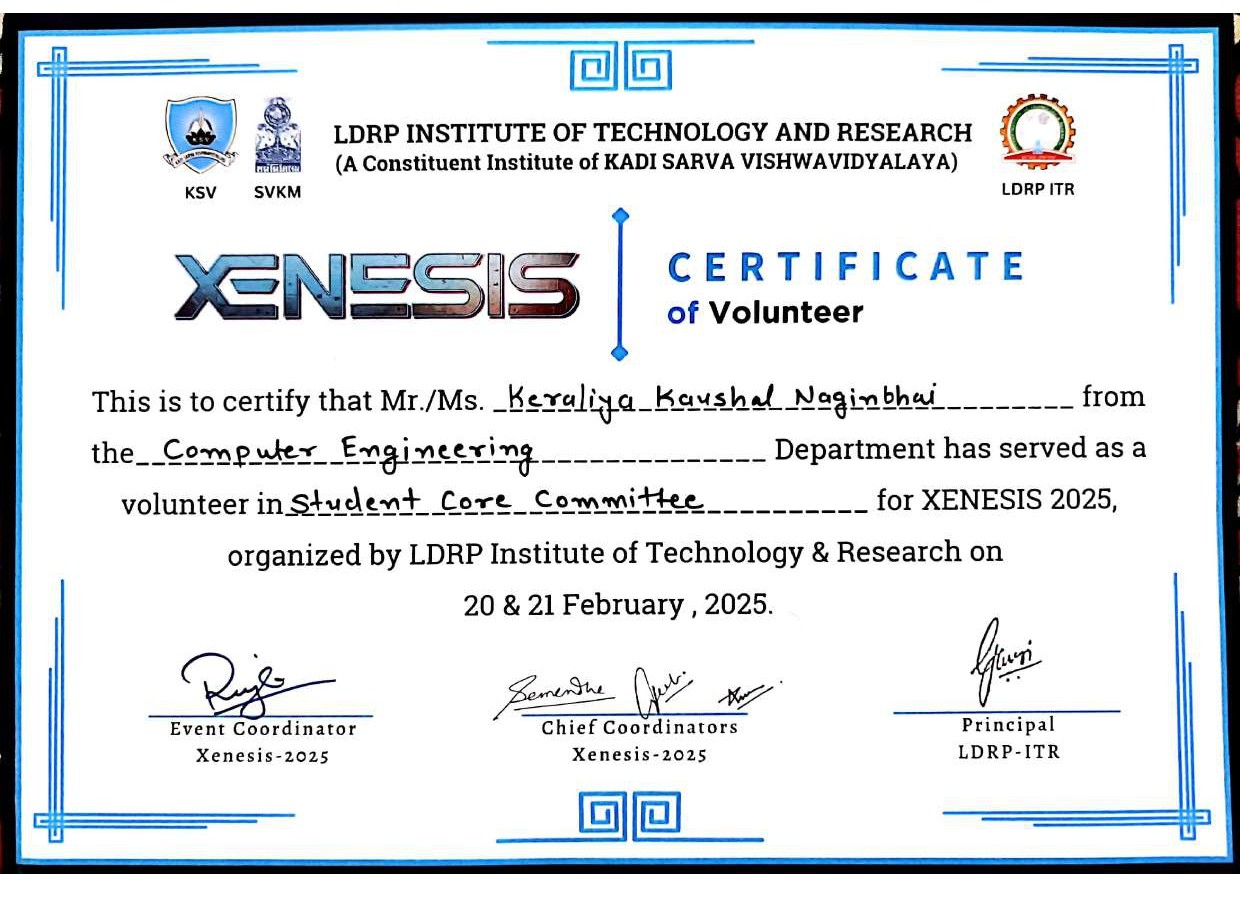 LDRP INSTITUTE OF TECHNOLOGY AND RESEARCH
(A Constituent Institute of KADI SARVA VISHWAVIDYALAYA)
KSV SVKM
LDRP ITR
XENESIS
CERTIFICATE
of Volunteer
This is to certify that Mr./Ms. Keraliya Kaushal Naginbhai from
the Computer Engineering Department has served as a
volunteer in Student Core Committee for XENESIS 2025,
organized by LDRP Institute of Technology & Research on
20 & 21 February , 2025.
Event Coordinator
Xenesis-2025
Chief Coordinators
Xenesis-2025
Principal
LDRP-ITR